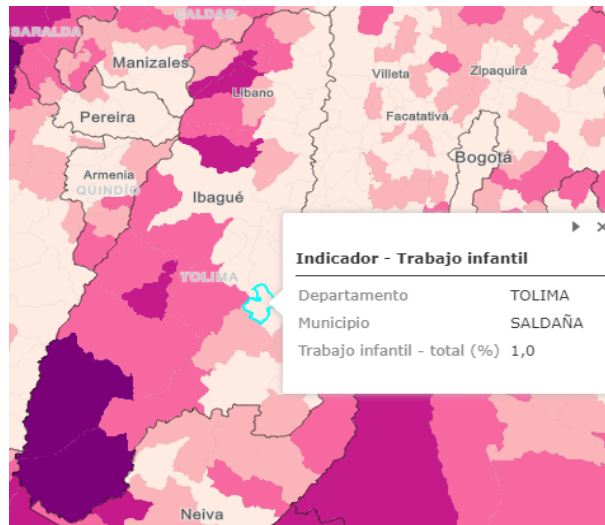 CALDAS
SARALDA
Manizales
Villeta
Zipaquirá
Líbano
Pereira
Facatativá
Bogotá
Armenia
QUINDÍO
Ibagué
TOLIMA
Indicador - Trabajo infantil
Departamento TOLIMA
Municipio SALDAÑA
Trabajo infantil - total (%) 1,0
Neiva